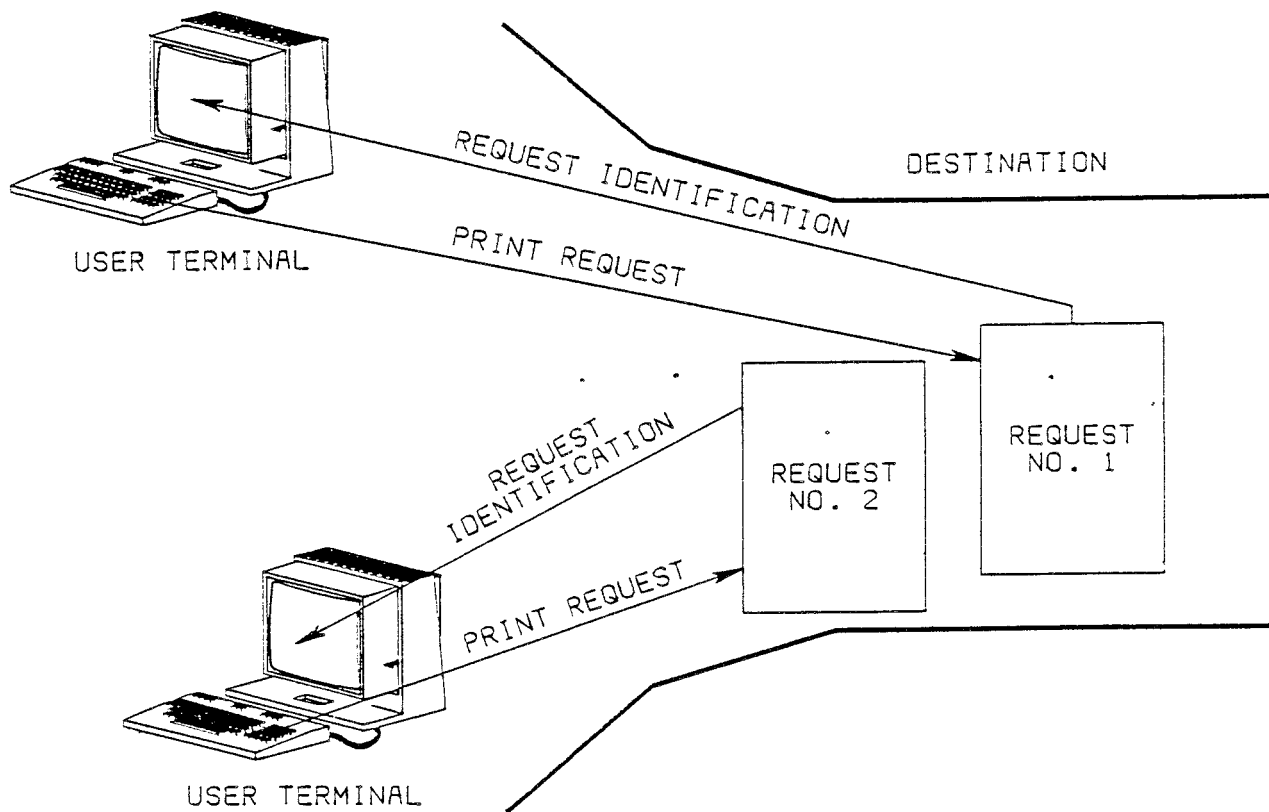 REQUEST IDENTIFICATION
DESTINATION
PRINT REQUEST
USER TERMINAL
REQUEST
NO. 1
REQUEST
IDENTIFICATION
REQUEST
NO. 2
PRINT REQUEST
USER TERMINAL